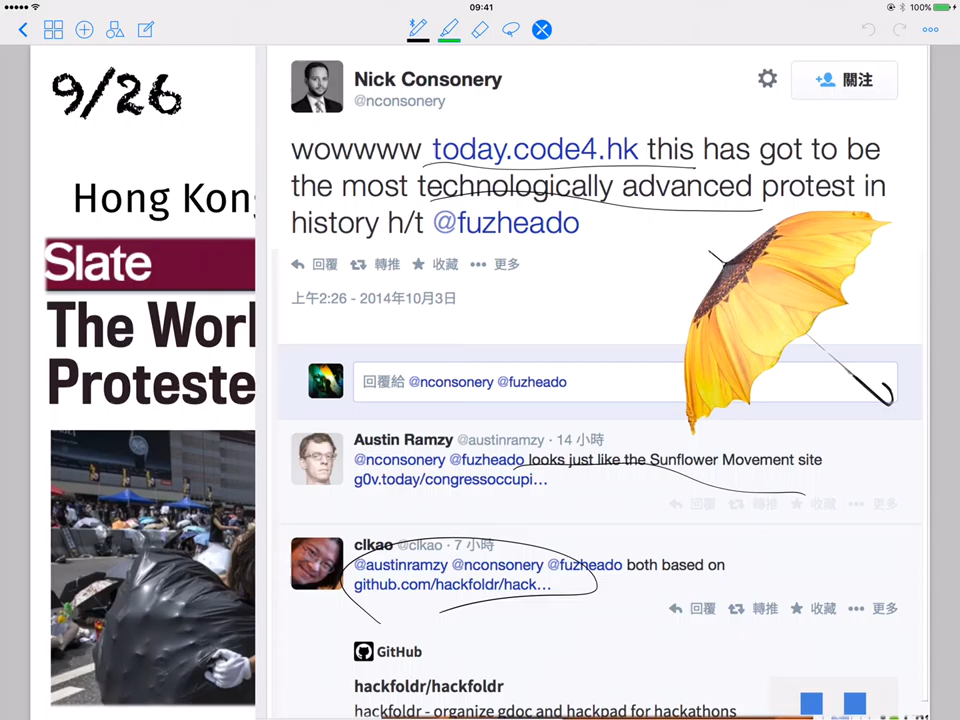 09:41
100%
9/26
Hong Kong
Slate
The Worl
Proteste
Nick Consonery
@nconsonery
關注
wowwww today.code4.hk this has got to be
the most technologically advanced protest in
history h/t @fuzheado
回覆 轉推 收藏 更多
上午2:26 - 2014年10月3日
回覆給 @nconsonery @fuzheado
Austin Ramzy @austinramzy · 14 小時
@nconsonery @fuzheado looks just like the Sunflower Movement site
g0v.today/congressoccupi…
回覆 轉推 收藏 更多
clkao @clkao · 7 小時
@austinramzy @nconsonery @fuzheado both based on
github.com/hackfoldr/hack…
回覆 轉推 收藏 更多
GitHub
hackfoldr/hackfoldr
hackfoldr - organize gdoc and hackpad for hackathons